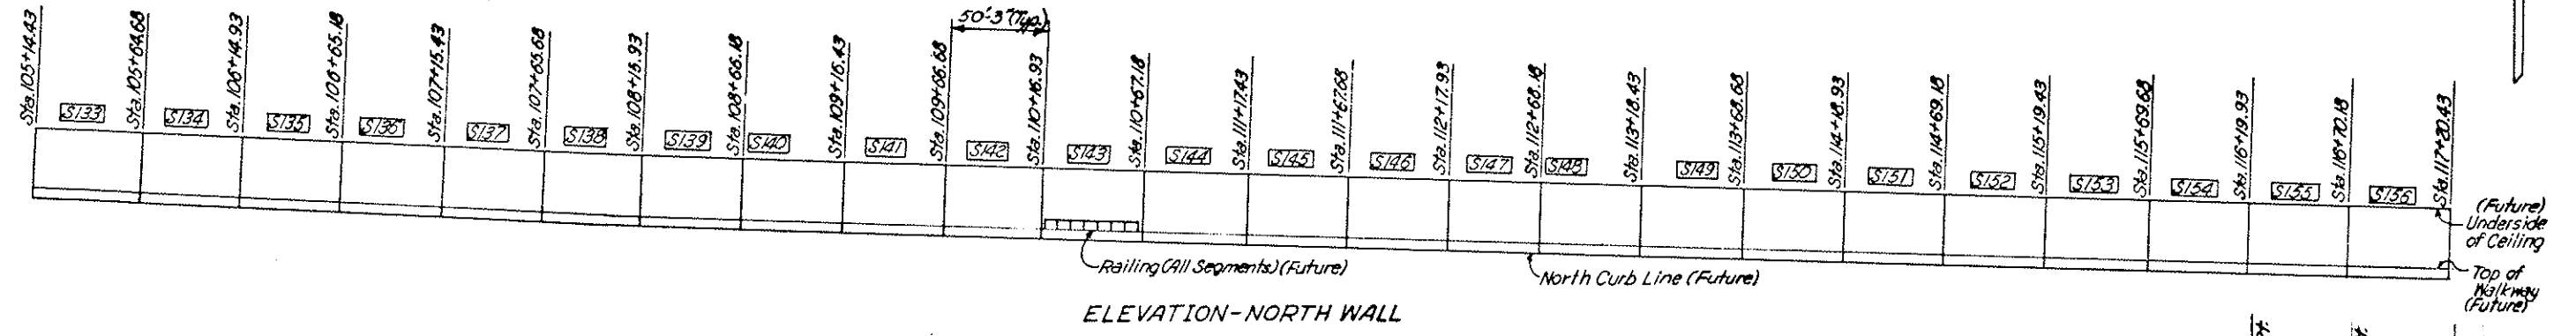 50'-3"(Typ.)
Sta.105+14.43
Sta.105+64.68
Sta.106+14.93
Sta.106+65.18
Sta.107+15.43
Sta.107+65.68
Sta.108+15.93
Sta.108+66.18
Sta.109+16.43
Sta.109+66.68
Sta.110+16.93
Sta.110+67.18
Sta.111+17.43
Sta.111+67.68
Sta.112+17.93
Sta.112+68.18
Sta.113+18.43
Sta.113+68.68
Sta.114+18.93
Sta.114+69.18
Sta.115+19.43
Sta.115+69.68
Sta.116+19.93
Sta.116+70.18
Sta.117+20.43
S133
S134
S135
S136
S137
S138
S139
S140
S141
S142
S143
S144
S145
S146
S147
S148
S149
S150
S151
S152
S153
S154
S155
S156
(Future)
Underside
of Ceiling
Railing(All Segments)(Future)
North Curb Line (Future)
Top of
Walkway
(Future)
ELEVATION-NORTH WALL